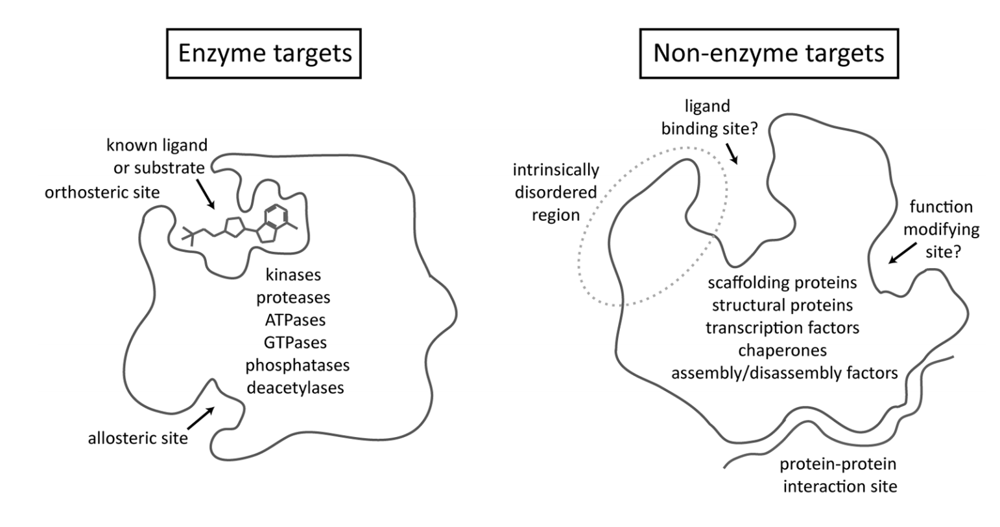 Enzyme targets
known ligand
or substrate
orthosteric site
kinases
proteases
ATPases
GTPases
phosphatases
deacetylases
allosteric site
Non-enzyme targets
ligand
binding site?
intrinsically
disordered
region
function
modifying
site?
scaffolding proteins
structural proteins
transcription factors
chaperones
assembly/disassembly factors
protein-protein
interaction site